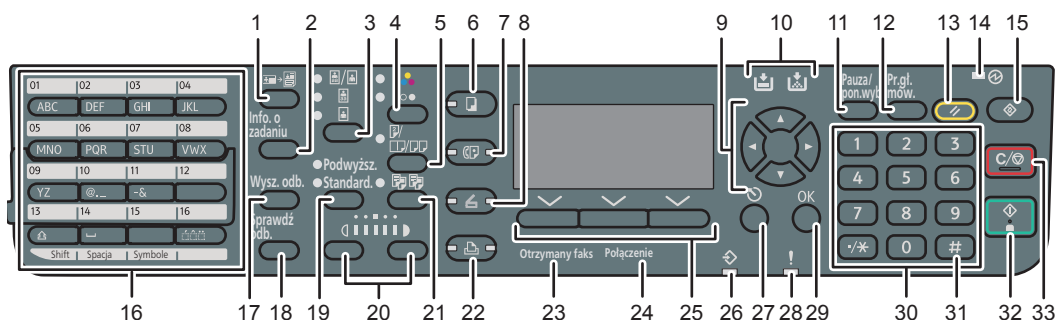 1 2 3 4 5 6 7 8 9 10 11 12 13 14 15
01 02 03 04
ABC DEF GHI JKL
05 06 07 08
MNO PQR STU VWX
09 10 11 12
YZ @._ -&
13 14 15 16
Shift Spacja Symbole
Info. o
zadaniu
Wysz. odb.
Sprawdź
odb.
Podwyższ.
Standard.
Otrzymany faks
Połączenie
Pauza/
pon.wyb
Pr.gł.
mów.
OK
!
1 2 3
4 5 6
7 8 9
·/* 0 #
C/
16 17 18 19 20 21 22 23 24 25 26 27 28 29 30 31 32 33